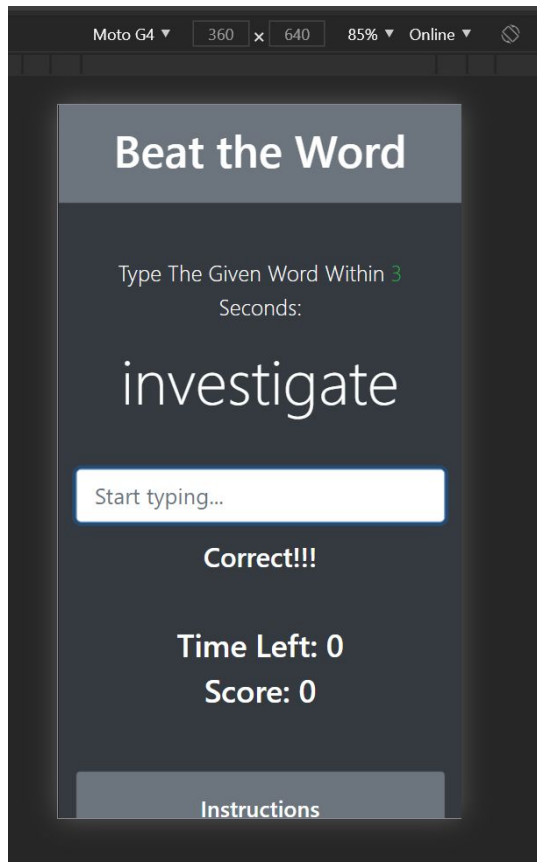 Moto G4 ▼ 360 × 640 85% ▼ Online ▼
Beat the Word
Type The Given Word Within 3
Seconds:
investigate
Start typing...
Correct!!!
Time Left: 0
Score: 0
Instructions